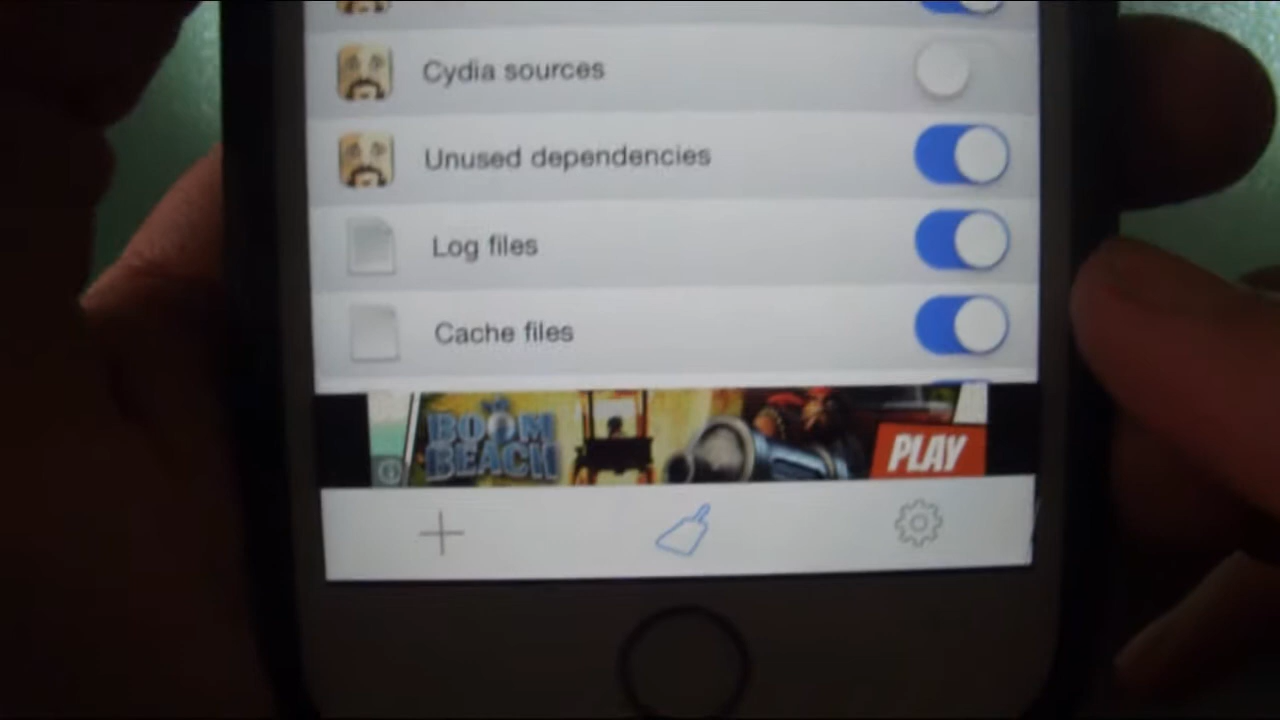 Cydia sources
Unused dependencies
Log files
Cache files
BOOM
BEACH
PLAY